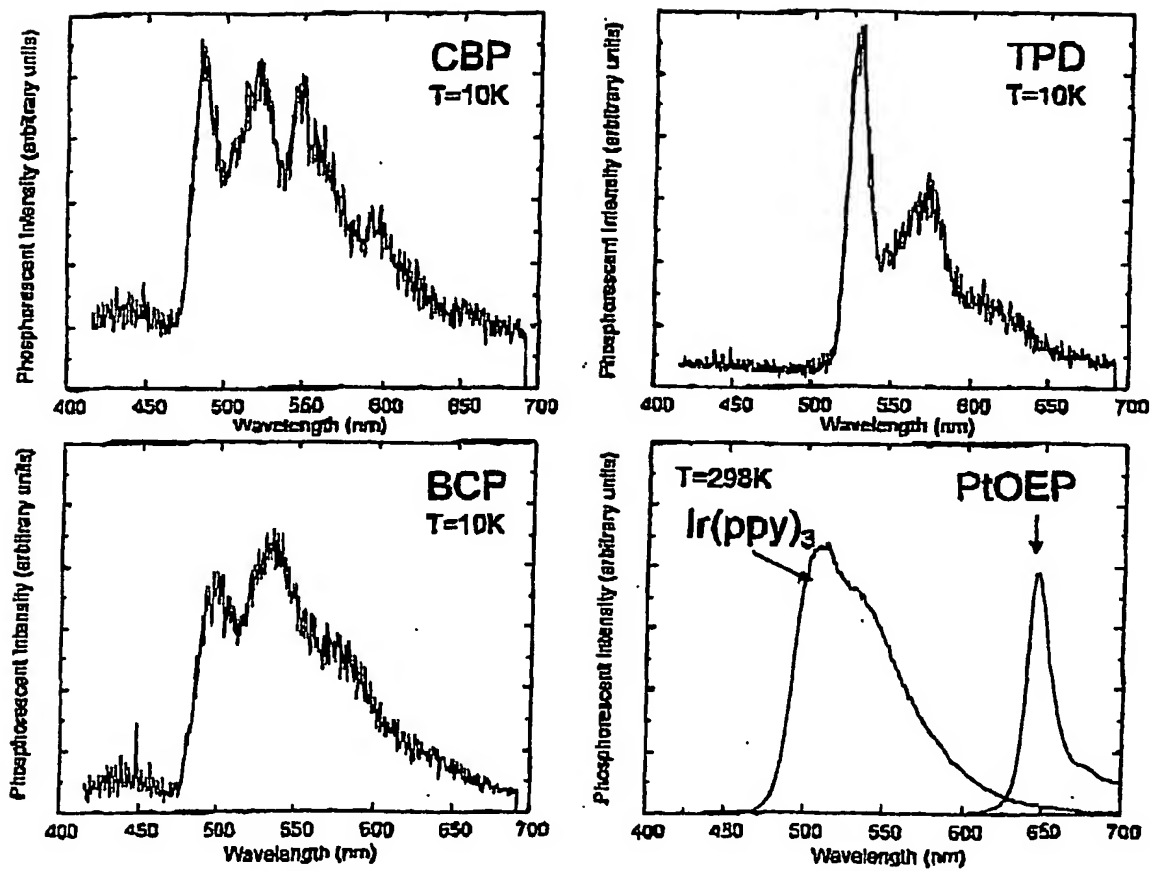 Phosphorescent Intensity (arbitrary units)
CBP
T=10K
400 450 500 550 600 650 700
Wavelength (nm)
Phosphorescent Intensity (arbitrary units)
TPD
T=10K
400 450 500 550 600 650 700
Wavelength (nm)
Phosphorescent Intensity (arbitrary units)
BCP
T=10K
400 450 500 550 600 650 700
Wavelength (nm)
Phosphorescent Intensity (arbitrary units)
T=298K
PtOEP
Ir(ppy)₃
400 450 500 550 600 650 700
Wavelength (nm)